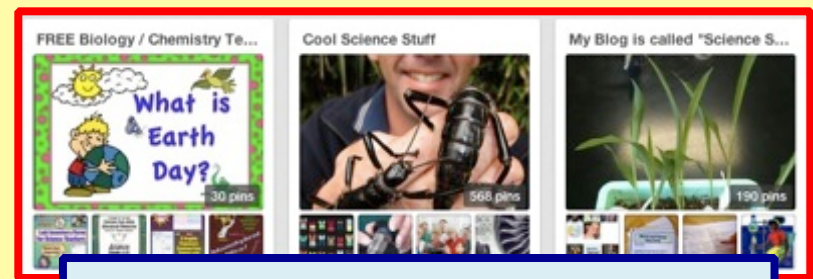 FREE Biology / Chemistry Te...
What is
Earth
Day?
30 pins
Cool Science Stuff
568 pins
My Blog is called "Science S...
190 pins